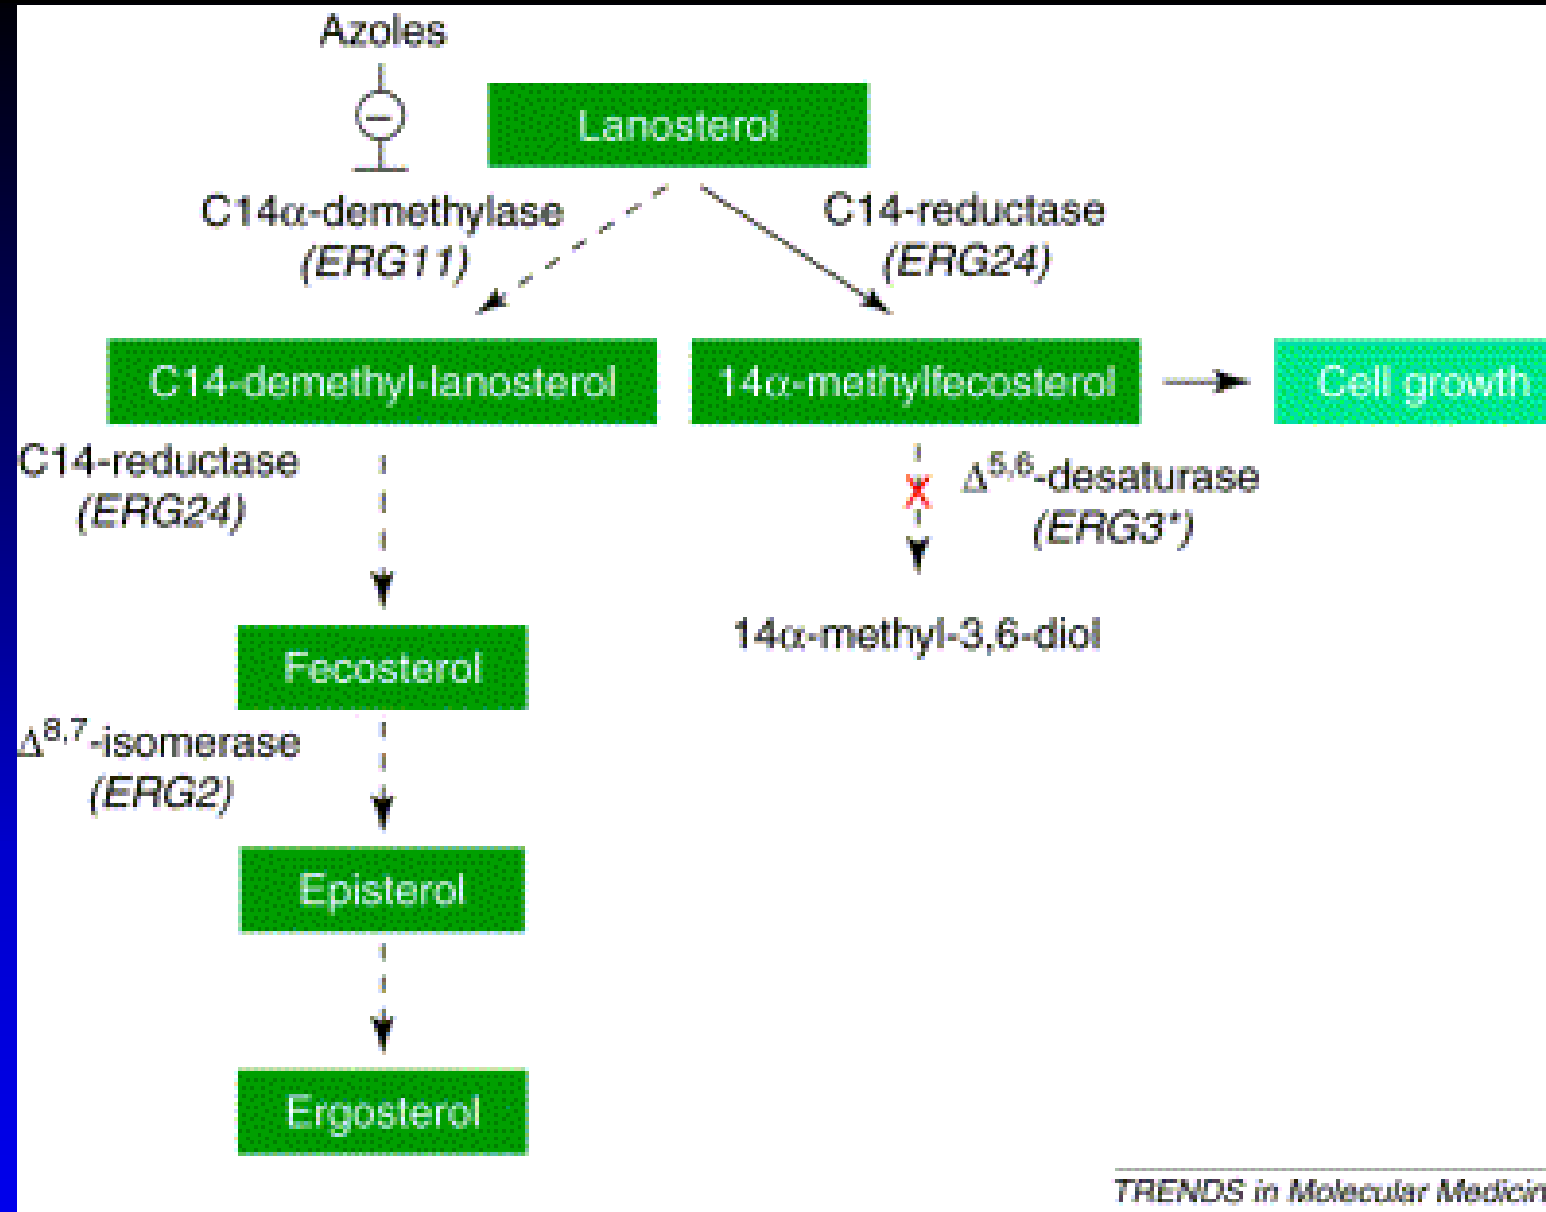 Azoles
Lanosterol
C14α-demethylase
(ERG11)
C14-reductase
(ERG24)
C14-demethyl-lanosterol
14α-methylfecosterol
Cell growth
C14-reductase
(ERG24)
Δ5,6-desaturase
(ERG3*)
14α-methyl-3,6-diol
Fecosterol
Δ8,7-isomerase
(ERG2)
Episterol
Ergosterol
TRENDS in Molecular Medicin